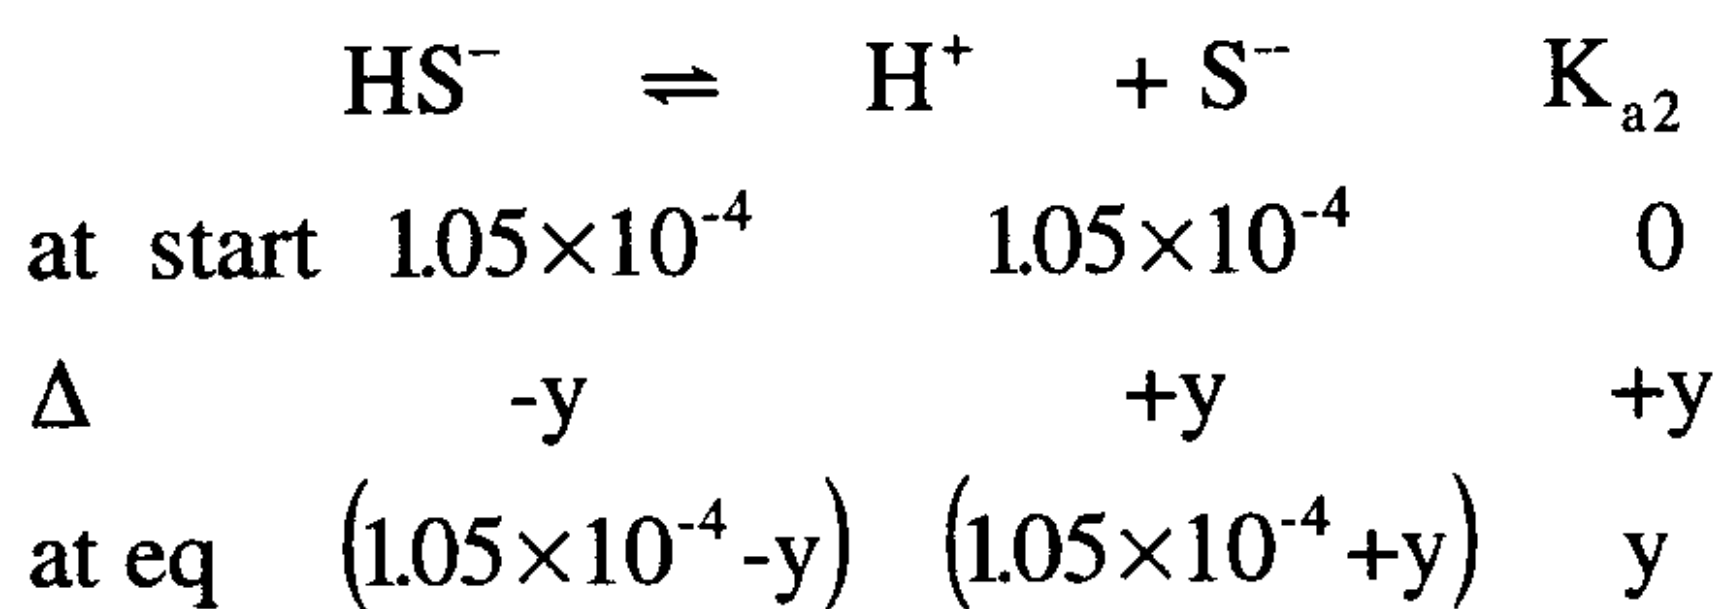 HS⁻ ⇌ H⁺ + S⁻⁻ Kₐ₂
at start 1.05×10⁻⁴ 1.05×10⁻⁴ 0
Δ -y +y +y
at eq (1.05×10⁻⁴-y) (1.05×10⁻⁴+y) y